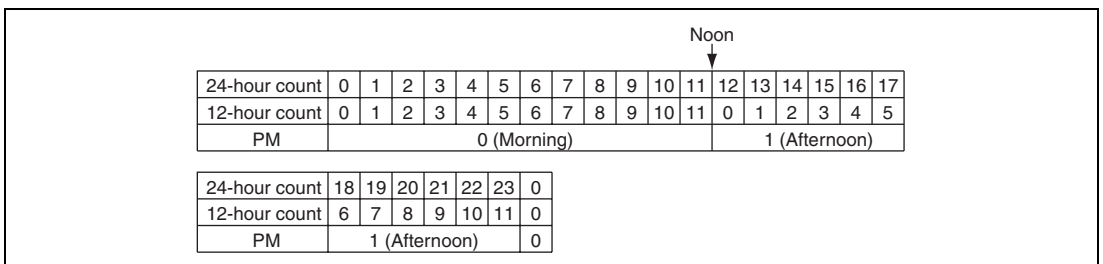 Noon
24-hour count 0 1 2 3 4 5 6 7 8 9 10 11 12 13 14 15 16 17
12-hour count 0 1 2 3 4 5 6 7 8 9 10 11 0 1 2 3 4 5
PM 0 (Morning) 1 (Afternoon)
24-hour count 18 19 20 21 22 23 0
12-hour count 6 7 8 9 10 11 0
PM 1 (Afternoon) 0